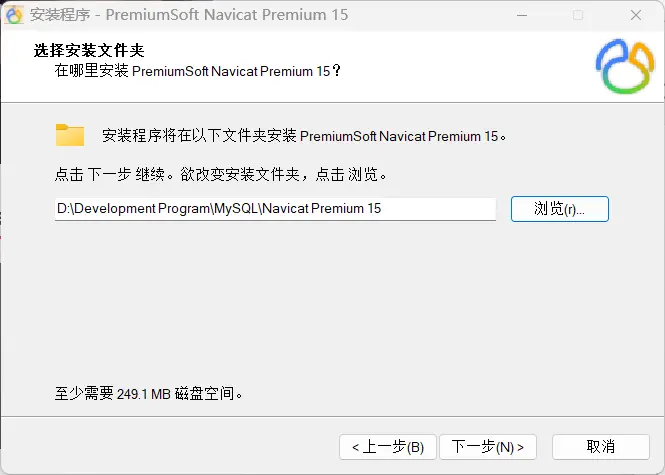 安装程序 - PremiumSoft Navicat Premium 15
选择安装文件夹
在哪里安装 PremiumSoft Navicat Premium 15?
安装程序将在以下文件夹安装 PremiumSoft Navicat Premium 15。
点击 下一步 继续。欲改变安装文件夹，点击 浏览。
D:\Development Program\MySQL\Navicat Premium 15
浏览(r)...
至少需要 249.1 MB 磁盘空间。
< 上一步(B)
下一步(N) >
取消